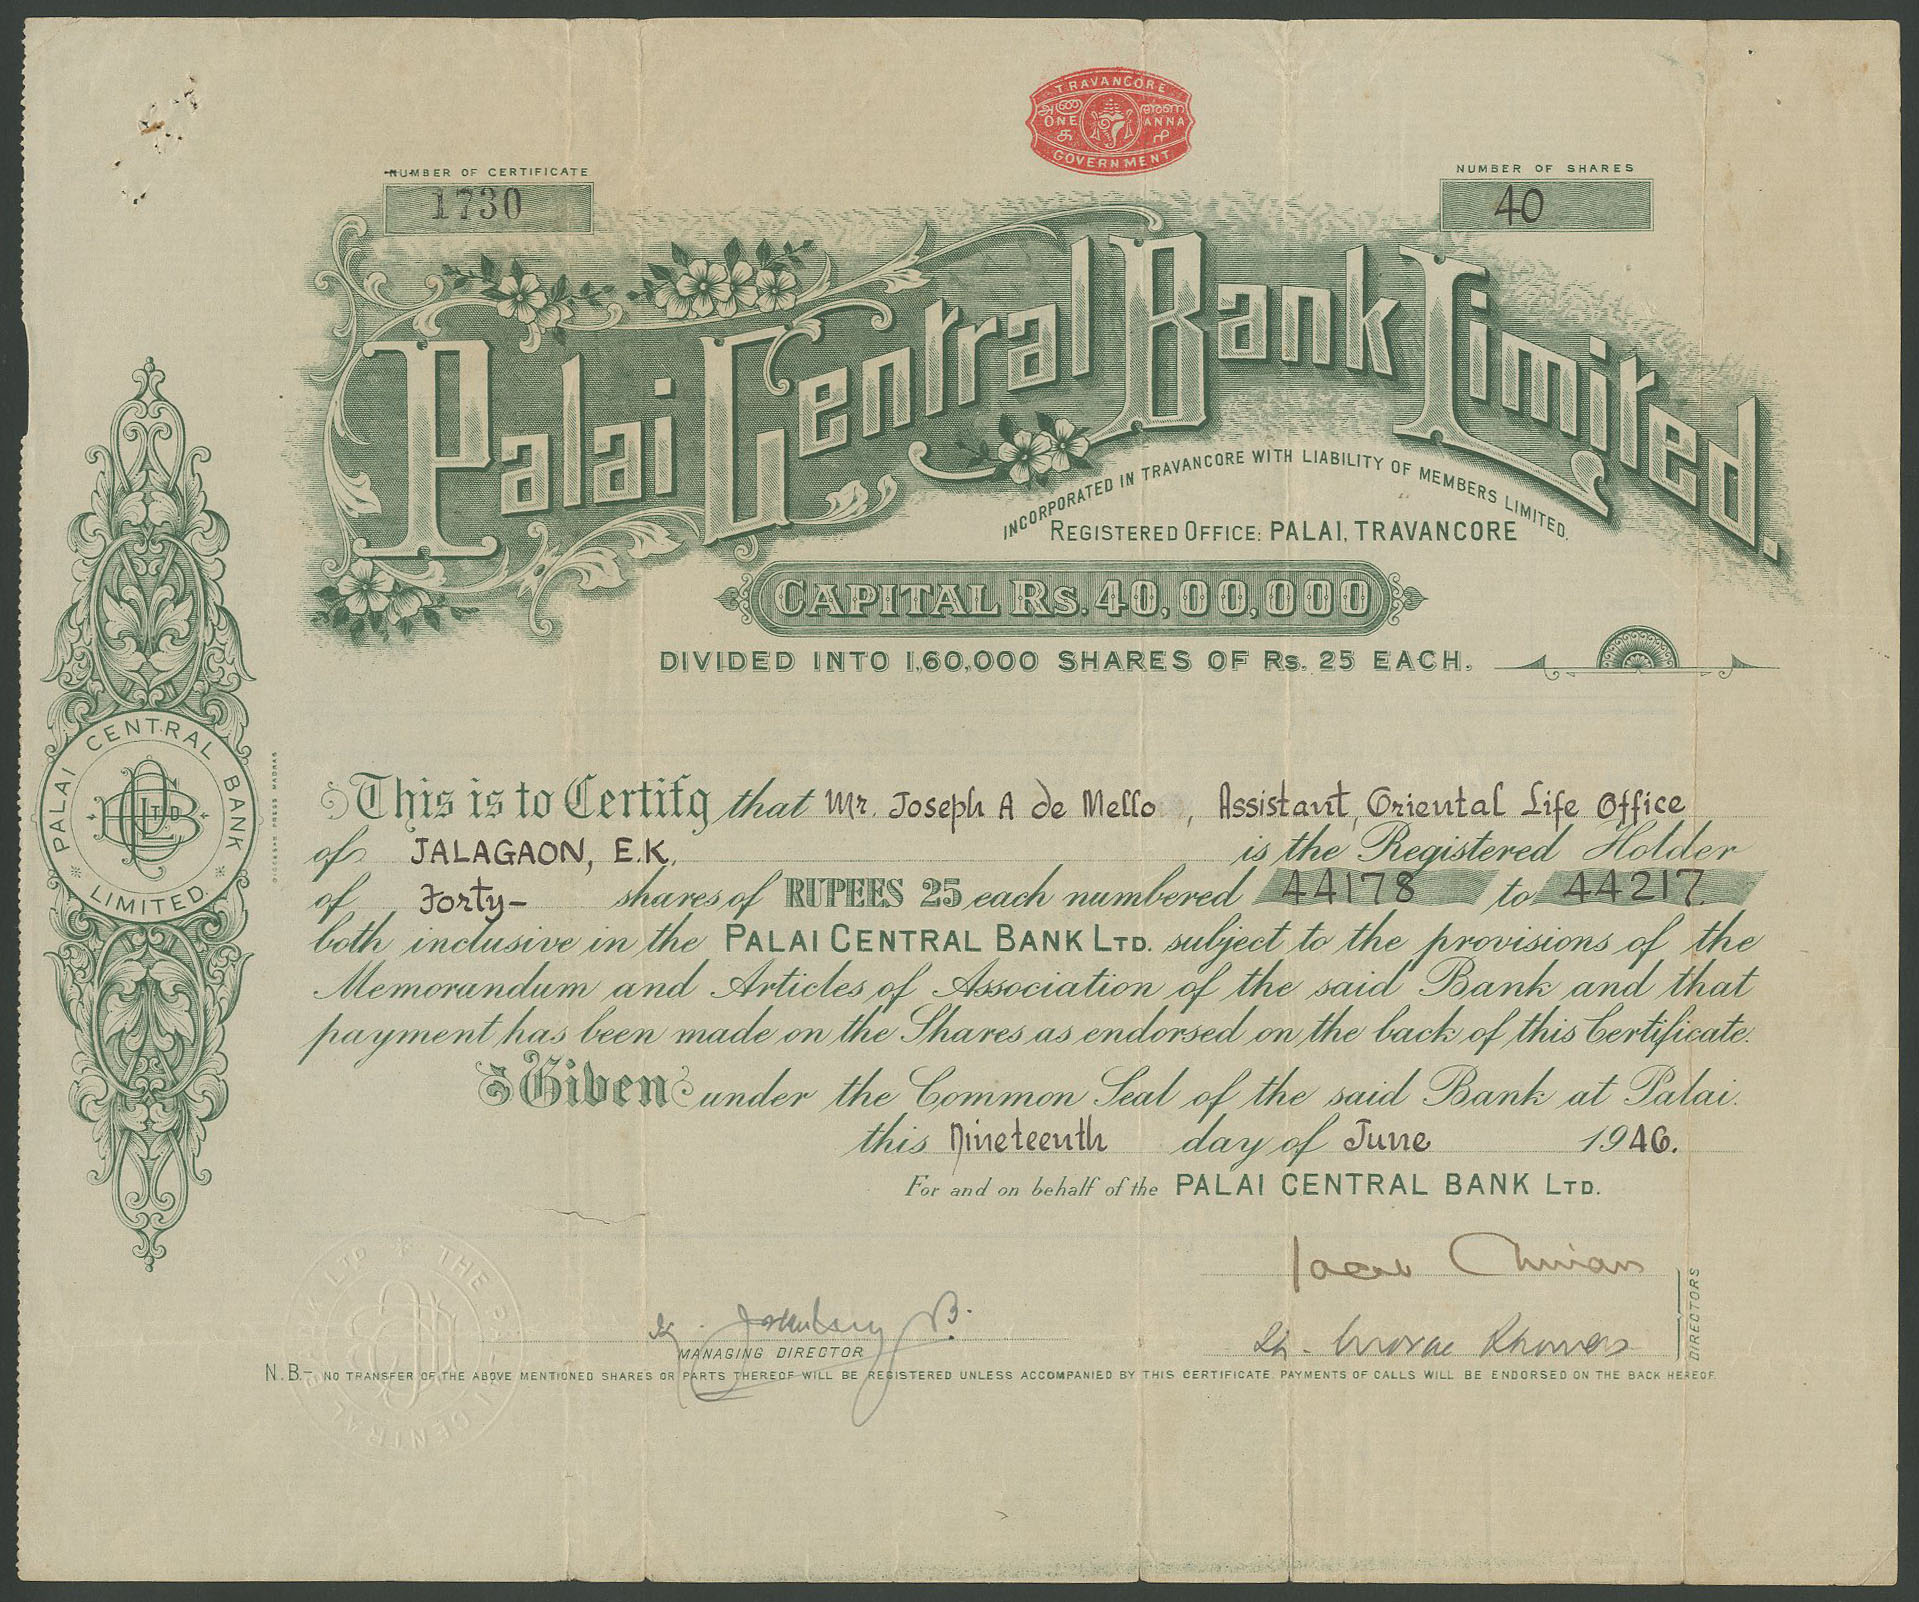 TRAVANCORE
ONE ANNA
GOVERNMENT
NUMBER OF CERTIFICATE
1730
NUMBER OF SHARES
40
Palai Central Bank Limited.
INCORPORATED IN TRAVANCORE WITH LIABILITY OF MEMBERS LIMITED.
REGISTERED OFFICE: PALAI, TRAVANCORE
CAPITAL Rs. 40,00,000
DIVIDED INTO 1,60,000 SHARES OF Rs. 25 EACH.
PALAI CENTRAL BANK LIMITED.
LTD
This is to Certify that Mr. Joseph A de Mello, Assistant, Oriental Life Office
of JALAGAON, E.K. is the Registered Holder
of Forty- shares of RUPEES 25 each numbered 44178 to 44217.
both inclusive in the PALAI CENTRAL BANK LTD. subject to the provisions of the
Memorandum and Articles of Association of the said Bank and that
payment has been made on the Shares as endorsed on the back of this Certificate.
Given under the Common Seal of the said Bank at Palai.
this Nineteenth day of June 1946.
For and on behalf of the PALAI CENTRAL BANK LTD.
MANAGING DIRECTOR
DIRECTORS
N.B.- NO TRANSFER OF THE ABOVE MENTIONED SHARES OR PARTS THEREOF WILL BE REGISTERED UNLESS ACCOMPANIED BY THIS CERTIFICATE. PAYMENTS OF CALLS WILL BE ENDORSED ON THE BACK HEREOF.